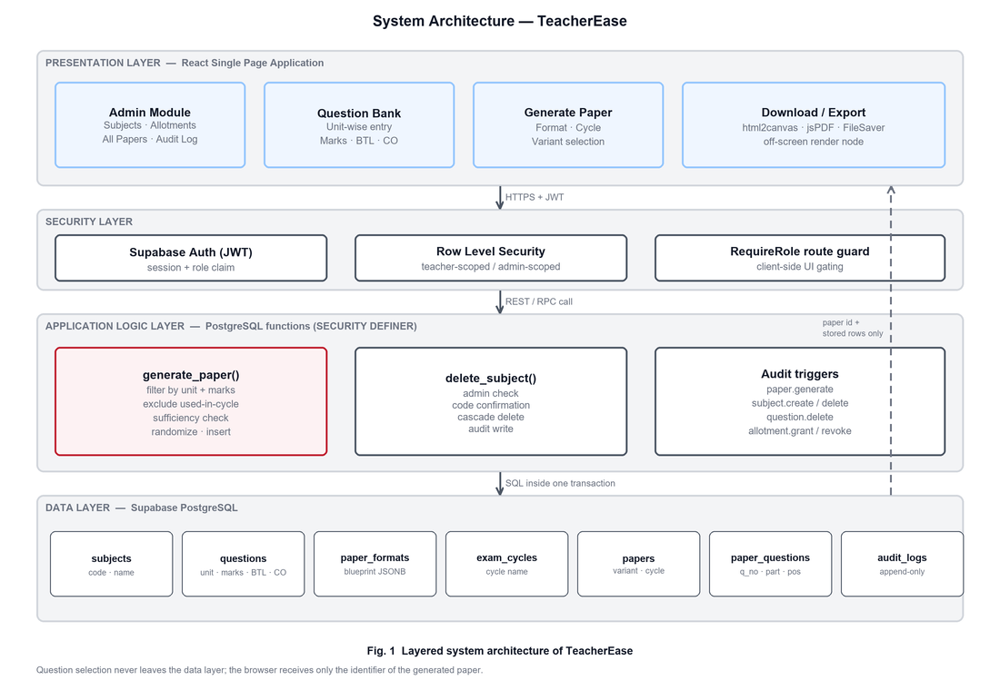 System Architecture — TeacherEase
PRESENTATION LAYER — React Single Page Application
Admin Module
Subjects · Allotments
All Papers · Audit Log
Question Bank
Unit-wise entry
Marks · BTL · CO
Generate Paper
Format · Cycle
Variant selection
Download / Export
html2canvas · jsPDF · FileSaver
off-screen render node
HTTPS + JWT
SECURITY LAYER
Supabase Auth (JWT)
session + role claim
Row Level Security
teacher-scoped / admin-scoped
RequireRole route guard
client-side UI gating
REST / RPC call
APPLICATION LOGIC LAYER — PostgreSQL functions (SECURITY DEFINER)
paper id +
stored rows only
generate_paper()
filter by unit + marks
exclude used-in-cycle
sufficiency check
randomize · insert
delete_subject()
admin check
code confirmation
cascade delete
audit write
Audit triggers
paper.generate
subject.create / delete
question.delete
allotment.grant / revoke
SQL inside one transaction
DATA LAYER — Supabase PostgreSQL
subjects
code · name
questions
unit · marks · BTL · CO
paper_formats
blueprint JSONB
exam_cycles
cycle name
papers
variant · cycle
paper_questions
q_no · part · pos
audit_logs
append-only
Fig. 1 Layered system architecture of TeacherEase
Question selection never leaves the data layer; the browser receives only the identifier of the generated paper.